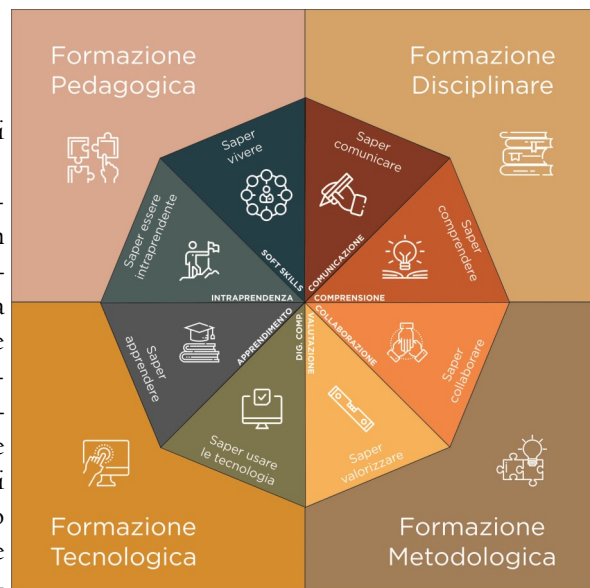 Formazione
Pedagogica
Formazione
Disciplinare
Saper
vivere
Saper
comunicare
Saper essere
intraprendente
Saper
comprendere
SOFT SKILLS
COMUNICAZIONE
INTRAPRENDENZA
COMPRENSIONE
APPRENDIMENTO
DIG. COMP.
VALUTAZIONE
COLLABORAZIONE
Saper
apprendere
Saper
collaborare
Saper usare
le tecnologia
Saper
valorizzare
Formazione
Tecnologica
Formazione
Metodologica